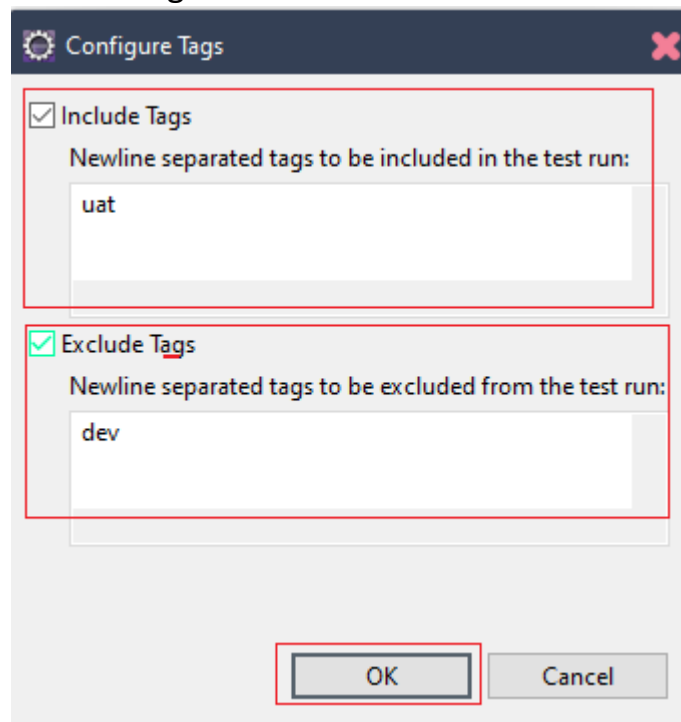 Configure Tags
Include Tags
Newline separated tags to be included in the test run:
uat
Exclude Tags
Newline separated tags to be excluded from the test run:
dev
OK
Cancel